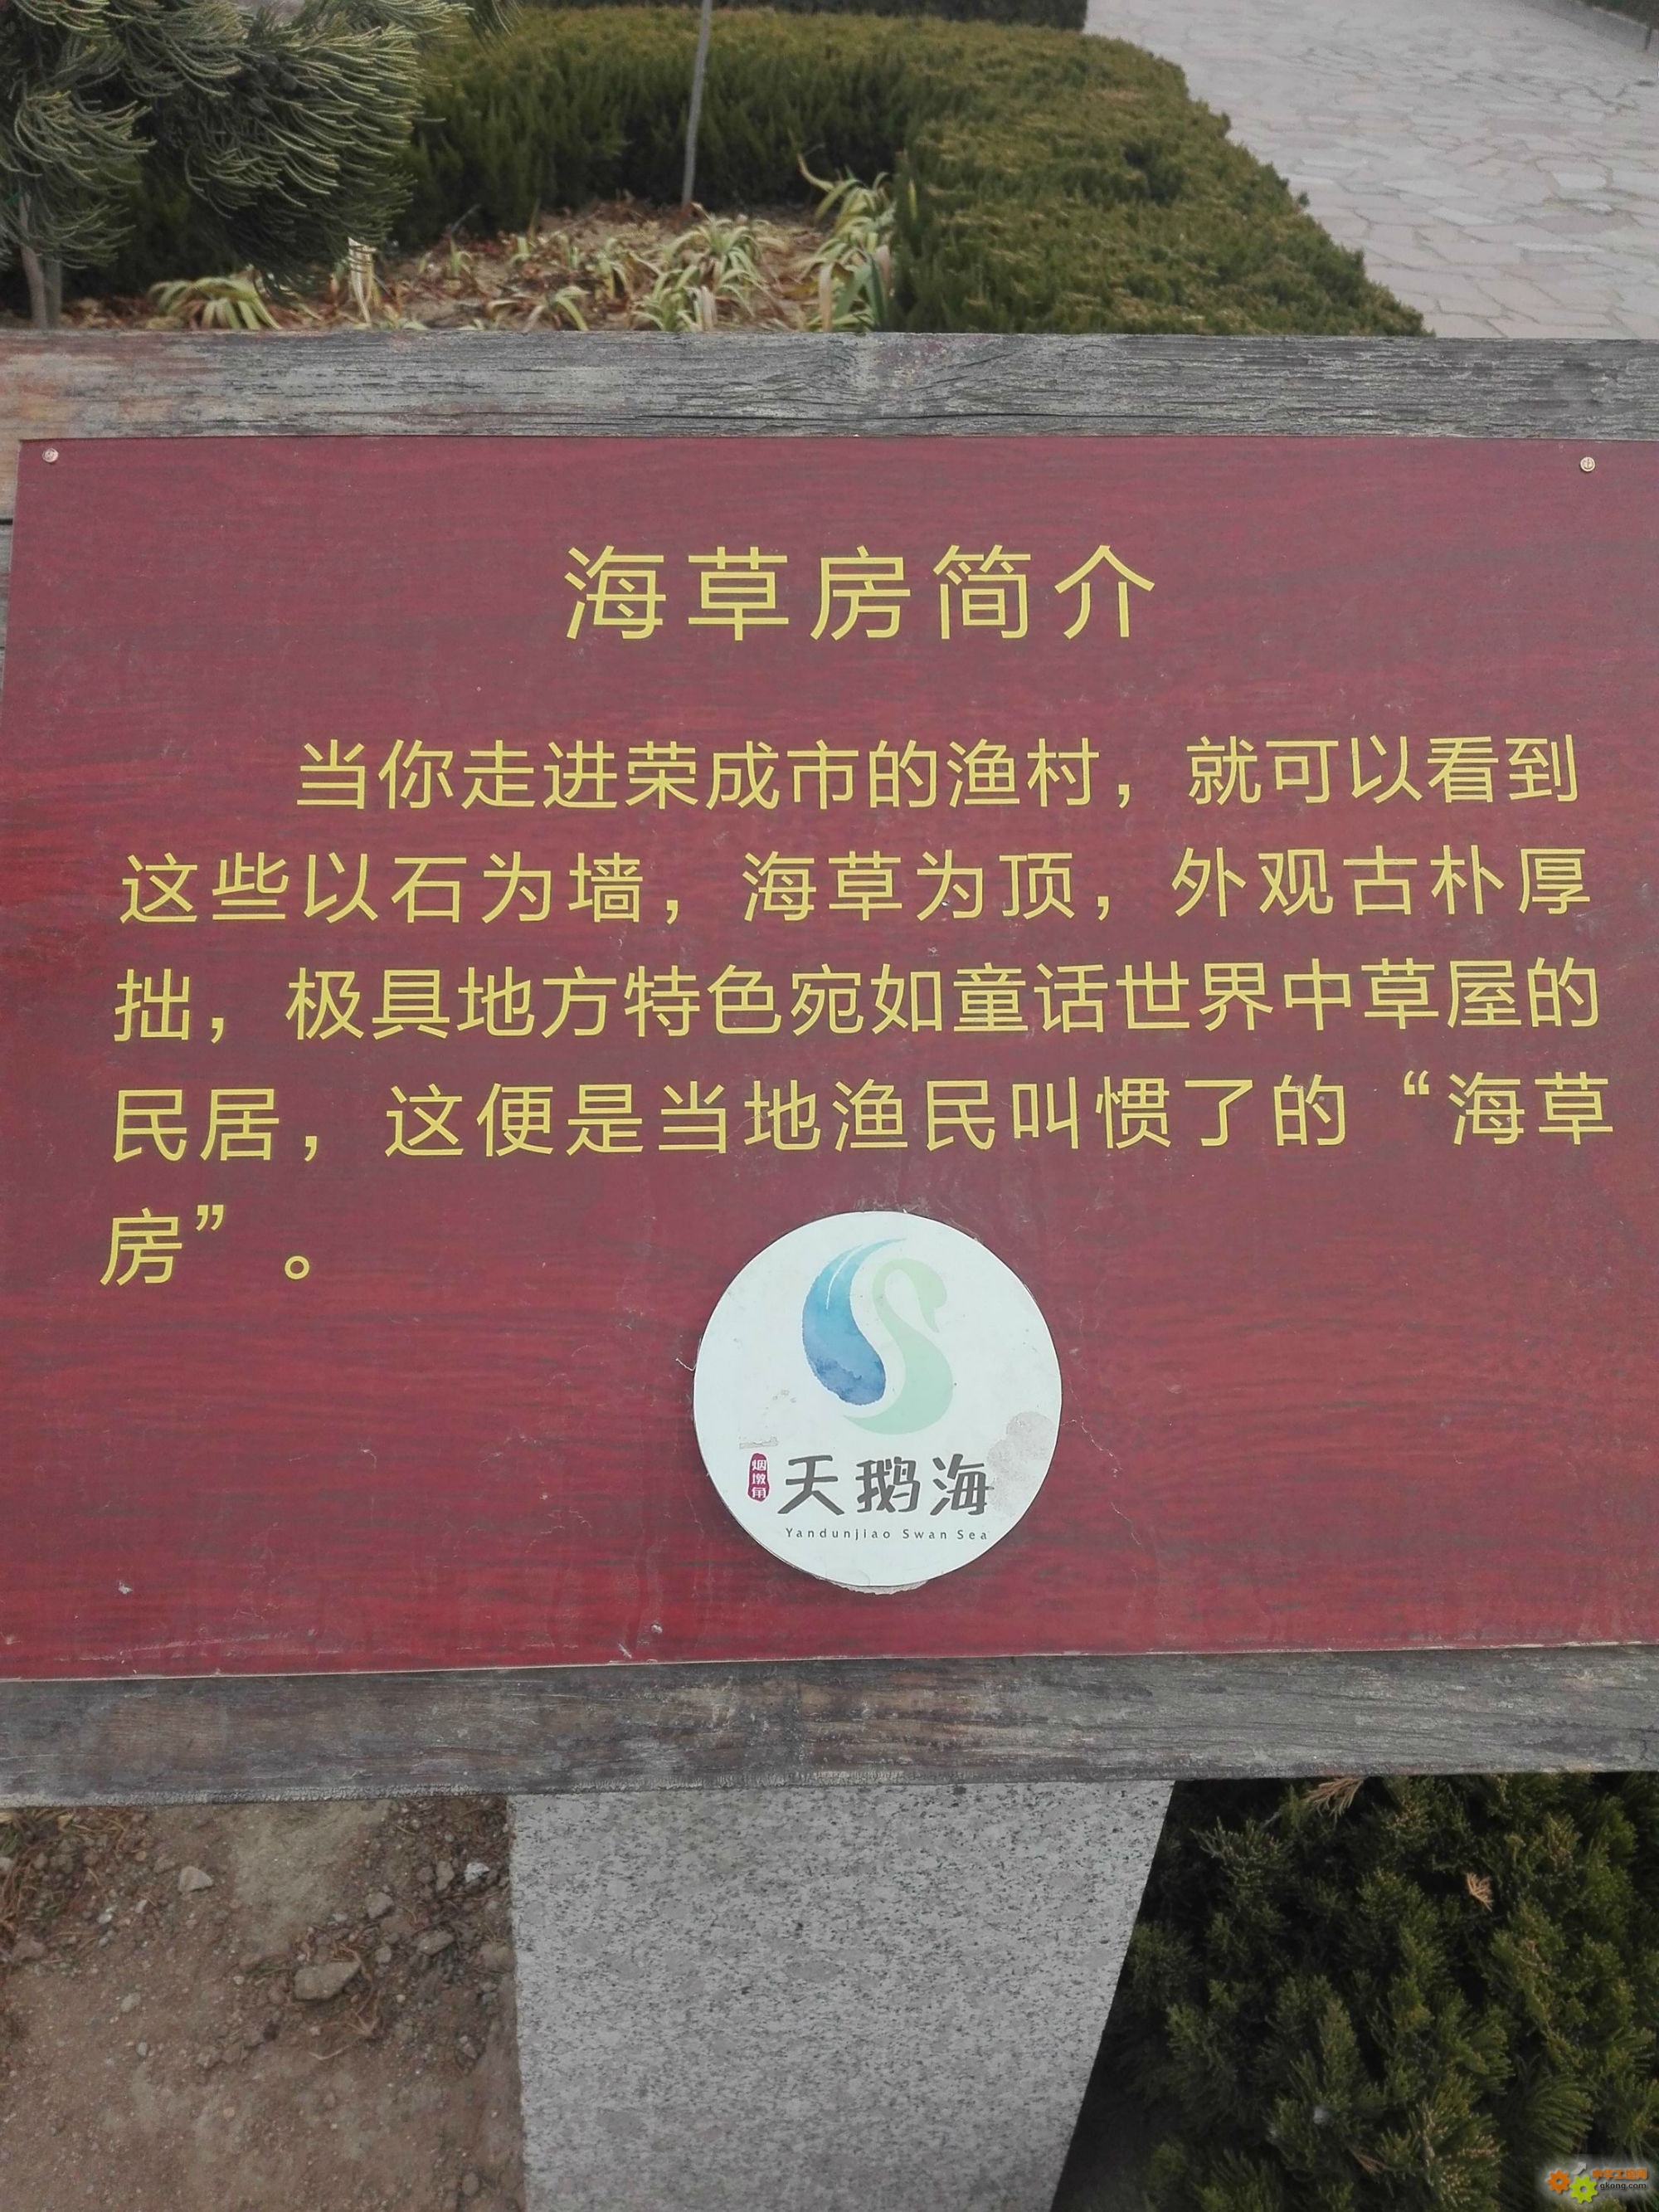 海草房简介
当你走进荣成市的渔村，就可以看到
这些以石为墙，海草为顶，外观古朴厚
拙，极具地方特色宛如童话世界中草屋的
民居，这便是当地渔民叫惯了的“海草
房”。
烟墩角
天鹅海
Yandunjiao Swan Sea
gkong.com